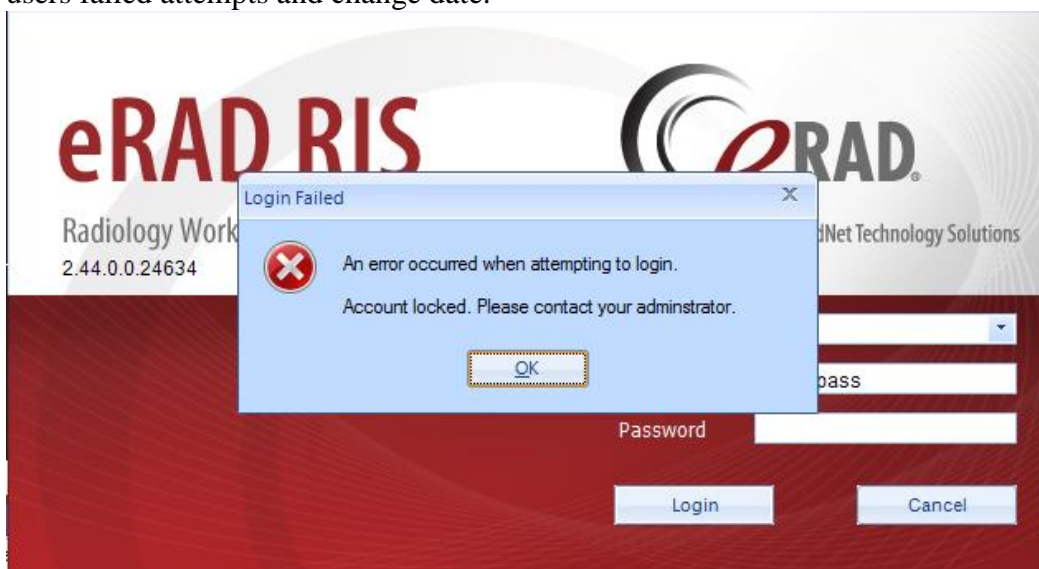 users failed attempts and change date.
eRAD RIS
eRAD®
Login Failed
Radiology Work
dNet Technology Solutions
2.44.0.0.24634
An error occurred when attempting to login.
Account locked. Please contact your adminstrator.
OK
pass
Password
Login
Cancel